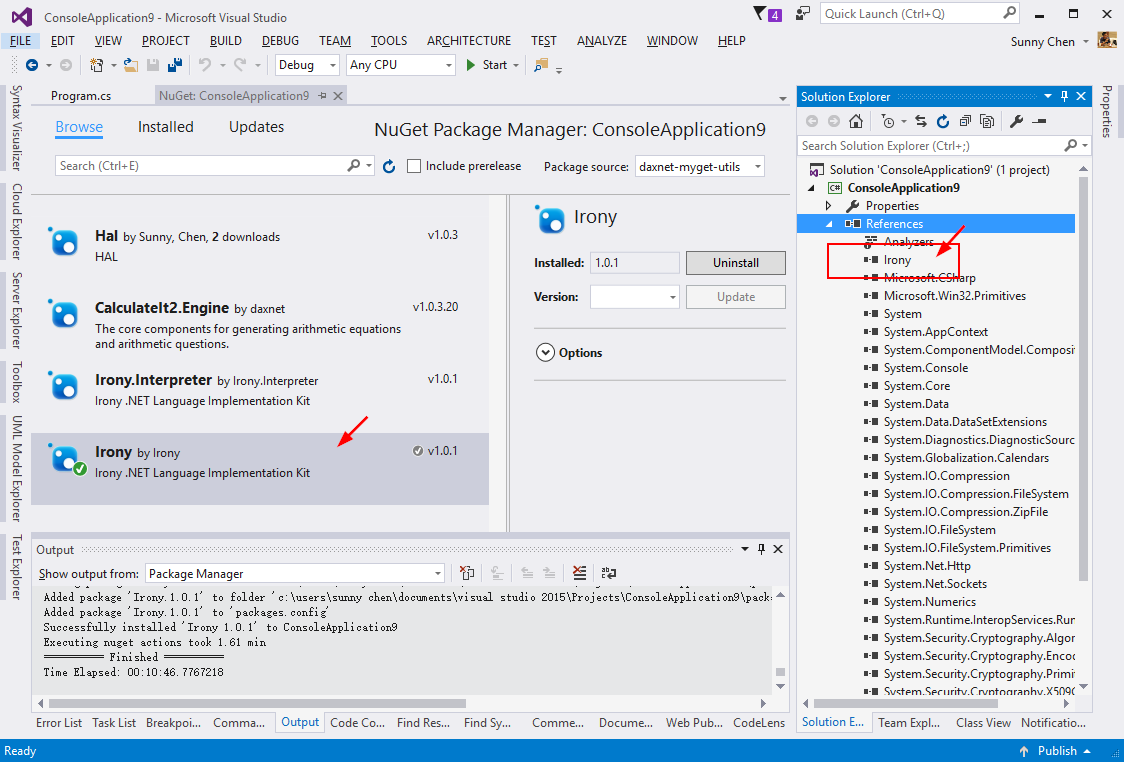 ConsoleApplication9 - Microsoft Visual Studio
4
Quick Launch (Ctrl+Q)
FILE EDIT VIEW PROJECT BUILD DEBUG TEAM TOOLS ARCHITECTURE TEST ANALYZE WINDOW HELP
Sunny Chen
Debug
Any CPU
Start
Syntax Visualizer
Cloud Explorer
Server Explorer
Toolbox
UML Model Explorer
Test Explorer
Program.cs
NuGet: ConsoleApplication9
Browse
Installed
Updates
NuGet Package Manager: ConsoleApplication9
Search (Ctrl+E)
Include prerelease
Package source: daxnet-myget-utils
Hal by Sunny, Chen, 2 downloads
v1.0.3
HAL
CalculateIt2.Engine by daxnet
v1.0.3.20
The core components for generating arithmetic equations
and arithmetic questions.
Irony.Interpreter by Irony.Interpreter
v1.0.1
Irony .NET Language Implementation Kit
Irony by Irony
v1.0.1
Irony .NET Language Implementation Kit
Irony
Installed: 1.0.1
Uninstall
Version:
Update
Options
Output
Show output from: Package Manager
Added package 'Irony.1.0.1' to folder 'c:\users\sunny chen\documents\visual studio 2015\Projects\ConsoleApplication9\pack
Added package 'Irony.1.0.1' to 'packages.config'
Successfully installed 'Irony 1.0.1' to ConsoleApplication9
Executing nuget actions took 1.61 min
========== Finished ==========
Time Elapsed: 00:10:46.7767218
Error List Task List Breakpoi... Comma... Output Code Co... Find Res... Find Sy... Comme... Docume... Web Pub... CodeLens
Solution Explorer
Search Solution Explorer (Ctrl+;)
Solution 'ConsoleApplication9' (1 project)
C# ConsoleApplication9
Properties
References
Analyzers
Irony
Microsoft.CSharp
Microsoft.Win32.Primitives
System
System.AppContext
System.ComponentModel.Composit
System.Console
System.Core
System.Data
System.Data.DataSetExtensions
System.Diagnostics.DiagnosticSourc
System.Globalization.Calendars
System.IO.Compression
System.IO.Compression.FileSystem
System.IO.Compression.ZipFile
System.IO.FileSystem
System.IO.FileSystem.Primitives
System.Net.Http
System.Net.Sockets
System.Numerics
System.Runtime.InteropServices.Run
System.Security.Cryptography.Algor
System.Security.Cryptography.Encod
System.Security.Cryptography.Primit
System.Security.Cryptography.X509C
Solution E... Team Expl... Class View Notificatio...
Properties
Ready
Publish